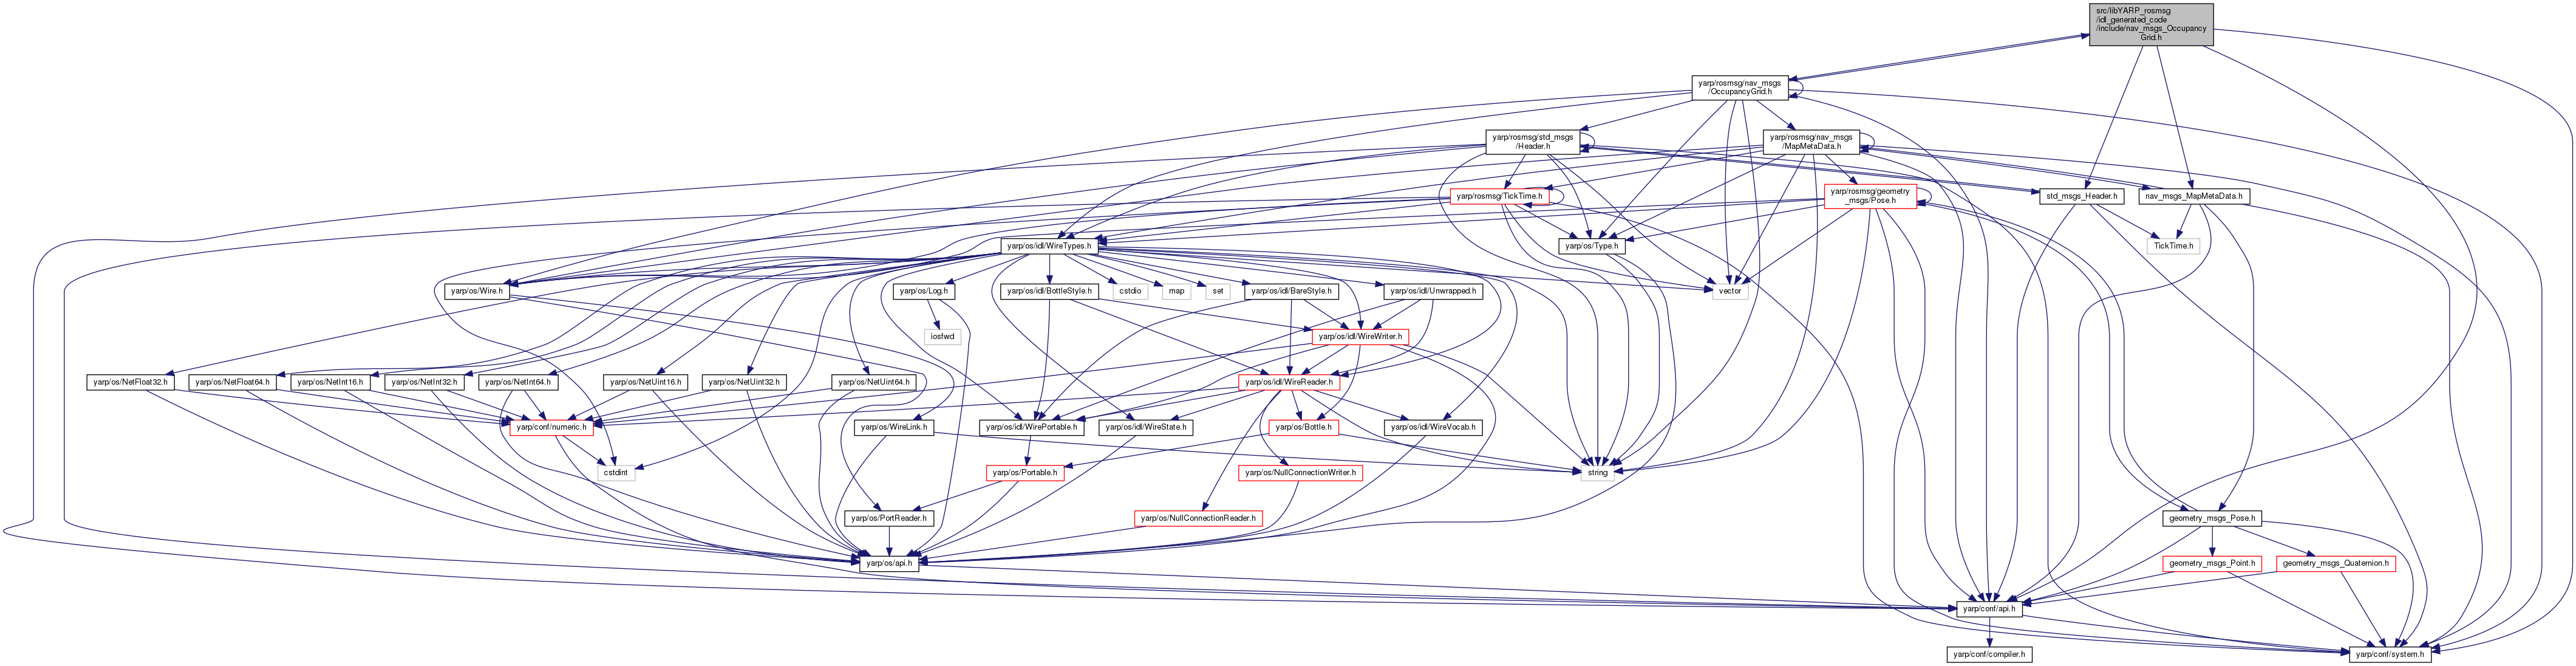 src/libYARP_rosmsg
/idl_generated_code
/include/nav_msgs_Occupancy
Grid.h
yarp/rosmsg/nav_msgs
/OccupancyGrid.h
yarp/rosmsg/std_msgs
/Header.h
yarp/rosmsg/nav_msgs
/MapMetaData.h
yarp/rosmsg/TickTime.h
yarp/rosmsg/geometry
_msgs/Pose.h
std_msgs_Header.h
nav_msgs_MapMetaData.h
yarp/os/idl/WireTypes.h
yarp/os/Type.h
TickTime.h
yarp/os/Wire.h
yarp/os/Log.h
yarp/os/idl/BottleStyle.h
cstdio
map
set
yarp/os/idl/BareStyle.h
yarp/os/idl/Unwrapped.h
vector
iosfwd
yarp/os/idl/WireWriter.h
yarp/os/NetFloat32.h
yarp/os/NetFloat64.h
yarp/os/NetInt16.h
yarp/os/NetInt32.h
yarp/os/NetInt64.h
yarp/os/NetUint16.h
yarp/os/NetUint32.h
yarp/os/NetUint64.h
yarp/os/idl/WireReader.h
yarp/conf/numeric.h
yarp/os/WireLink.h
yarp/os/idl/WirePortable.h
yarp/os/idl/WireState.h
yarp/os/Bottle.h
yarp/os/idl/WireVocab.h
cstdint
yarp/os/Portable.h
yarp/os/NullConnectionWriter.h
string
yarp/os/PortReader.h
yarp/os/NullConnectionReader.h
geometry_msgs_Pose.h
yarp/os/api.h
geometry_msgs_Point.h
geometry_msgs_Quaternion.h
yarp/conf/api.h
yarp/conf/compiler.h
yarp/conf/system.h